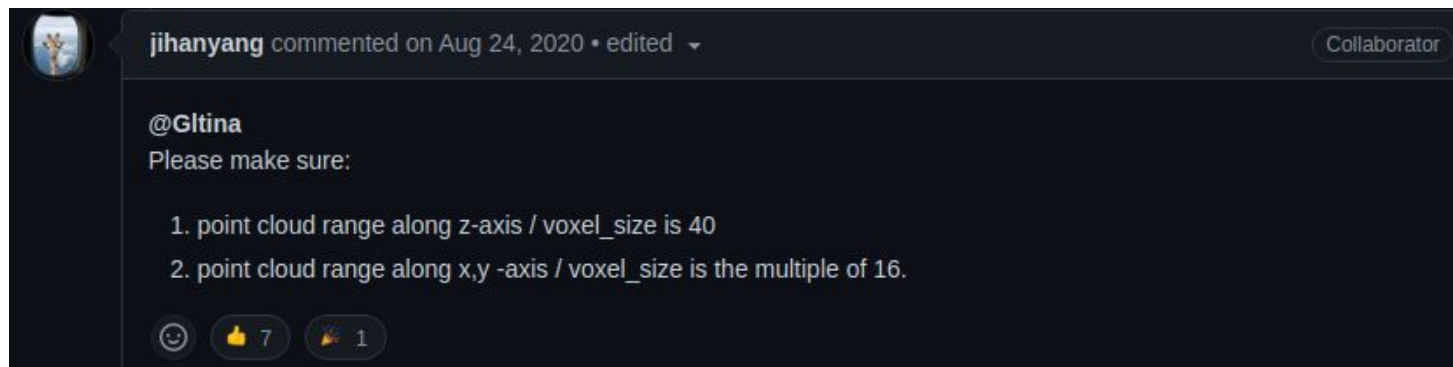 jihanyang commented on Aug 24, 2020 • edited
Collaborator
@Gltina
Please make sure:
1. point cloud range along z-axis / voxel_size is 40
2. point cloud range along x,y -axis / voxel_size is the multiple of 16.
7
1